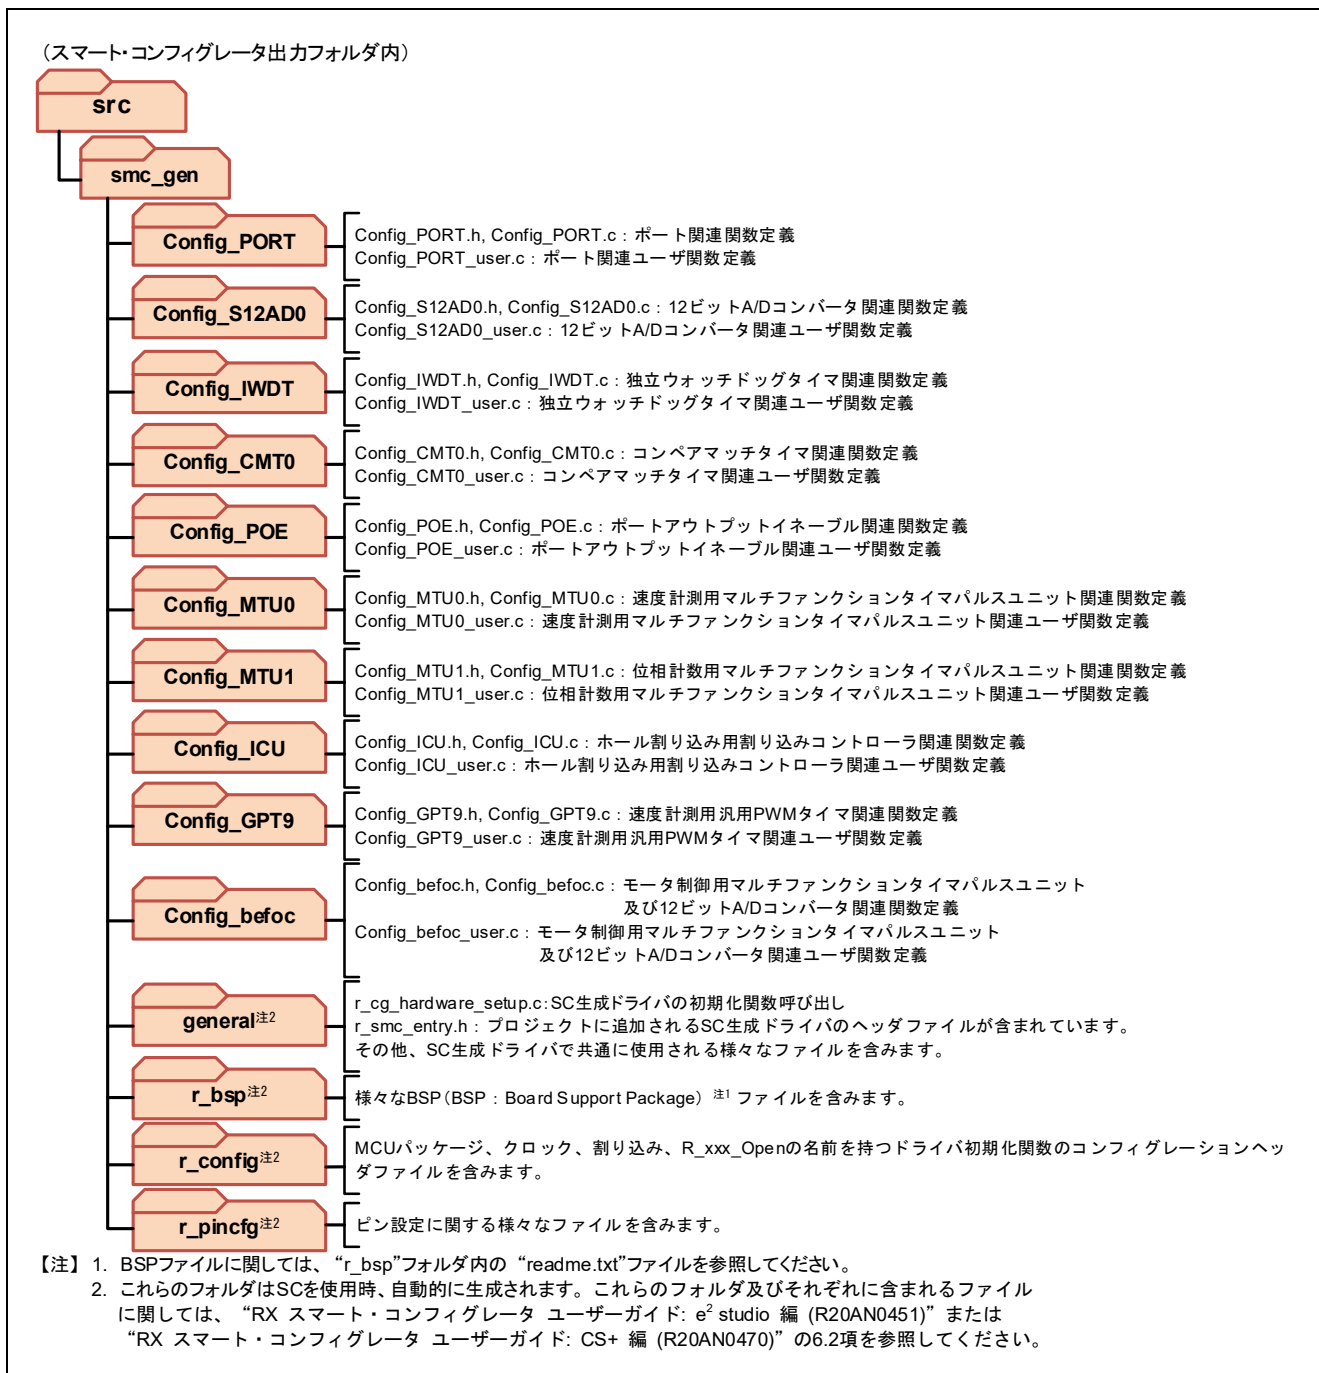 （スマート・コンフィグレータ出力フォルダ内）
src
smc_gen
Config_PORT
Config_PORT.h, Config_PORT.c：ポート関連関数定義
Config_PORT_user.c：ポート関連ユーザ関数定義
Config_S12AD0
Config_S12AD0.h, Config_S12AD0.c：12ビットA/Dコンバータ関連関数定義
Config_S12AD0_user.c：12ビットA/Dコンバータ関連ユーザ関数定義
Config_IWDT
Config_IWDT.h, Config_IWDT.c：独立ウォッチドッグタイマ関連関数定義
Config_IWDT_user.c：独立ウォッチドッグタイマ関連ユーザ関数定義
Config_CMT0
Config_CMT0.h, Config_CMT0.c：コンペアマッチタイマ関連関数定義
Config_CMT0_user.c：コンペアマッチタイマ関連ユーザ関数定義
Config_POE
Config_POE.h, Config_POE.c：ポートアウトプットイネーブル関連関数定義
Config_POE_user.c：ポートアウトプットイネーブル関連ユーザ関数定義
Config_MTU0
Config_MTU0.h, Config_MTU0.c：速度計測用マルチファンクションタイマパルスユニット関連関数定義
Config_MTU0_user.c：速度計測用マルチファンクションタイマパルスユニット関連ユーザ関数定義
Config_MTU1
Config_MTU1.h, Config_MTU1.c：位相計数用マルチファンクションタイマパルスユニット関連関数定義
Config_MTU1_user.c：位相計数用マルチファンクションタイマパルスユニット関連ユーザ関数定義
Config_ICU
Config_ICU.h, Config_ICU.c：ホール割り込み用割り込みコントローラ関連関数定義
Config_ICU_user.c：ホール割り込み用割り込みコントローラ関連ユーザ関数定義
Config_GPT9
Config_GPT9.h, Config_GPT9.c：速度計測用汎用PWMタイマ関連関数定義
Config_GPT9_user.c：速度計測用汎用PWMタイマ関連ユーザ関数定義
Config_befoc
Config_befoc.h, Config_befoc.c：モータ制御用マルチファンクションタイマパルスユニット
及び12ビットA/Dコンバータ関連関数定義
Config_befoc_user.c：モータ制御用マルチファンクションタイマパルスユニット
及び12ビットA/Dコンバータ関連ユーザ関数定義
general注2
r_cg_hardware_setup.c：SC生成ドライバの初期化関数呼び出し
r_smc_entry.h：プロジェクトに追加されるSC生成ドライバのヘッダファイルが含まれています。
その他、SC生成ドライバで共通に使用される様々なファイルを含みます。
r_bsp注2
様々なBSP（BSP：Board Support Package）注1 ファイルを含みます。
r_config注2
MCUパッケージ、クロック、割り込み、R_xxx_Openの名前を持つドライバ初期化関数のコンフィグレーションヘッ
ダファイルを含みます。
r_pincfg注2
ピン設定に関する様々なファイルを含みます。
【注】 1. BSPファイルに関しては、“r_bsp”フォルダ内の “readme.txt”ファイルを参照してください。
2. これらのフォルダはSCを使用時、自動的に生成されます。これらのフォルダ及びそれぞれに含まれるファイル
に関しては、“RX スマート・コンフィグレータ ユーザーガイド: e² studio 編 (R20AN0451)”または
“RX スマート・コンフィグレータ ユーザーガイド: CS+ 編 (R20AN0470)”の6.2項を参照してください。